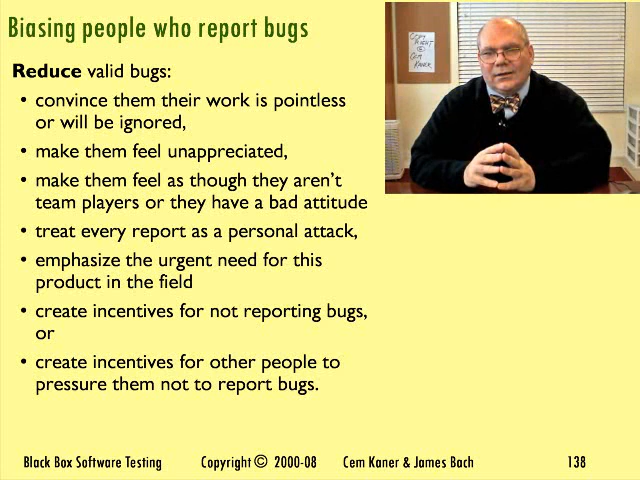 Biasing people who report bugs
Reduce valid bugs:
• convince them their work is pointless
or will be ignored,
• make them feel unappreciated,
• make them feel as though they aren't
team players or they have a bad attitude
• treat every report as a personal attack,
• emphasize the urgent need for this
product in the field
• create incentives for not reporting bugs,
or
• create incentives for other people to
pressure them not to report bugs.
COPY
RIGHT
©
CEM
KANER
Black Box Software Testing Copyright © 2000-08 Cem Kaner & James Bach 138